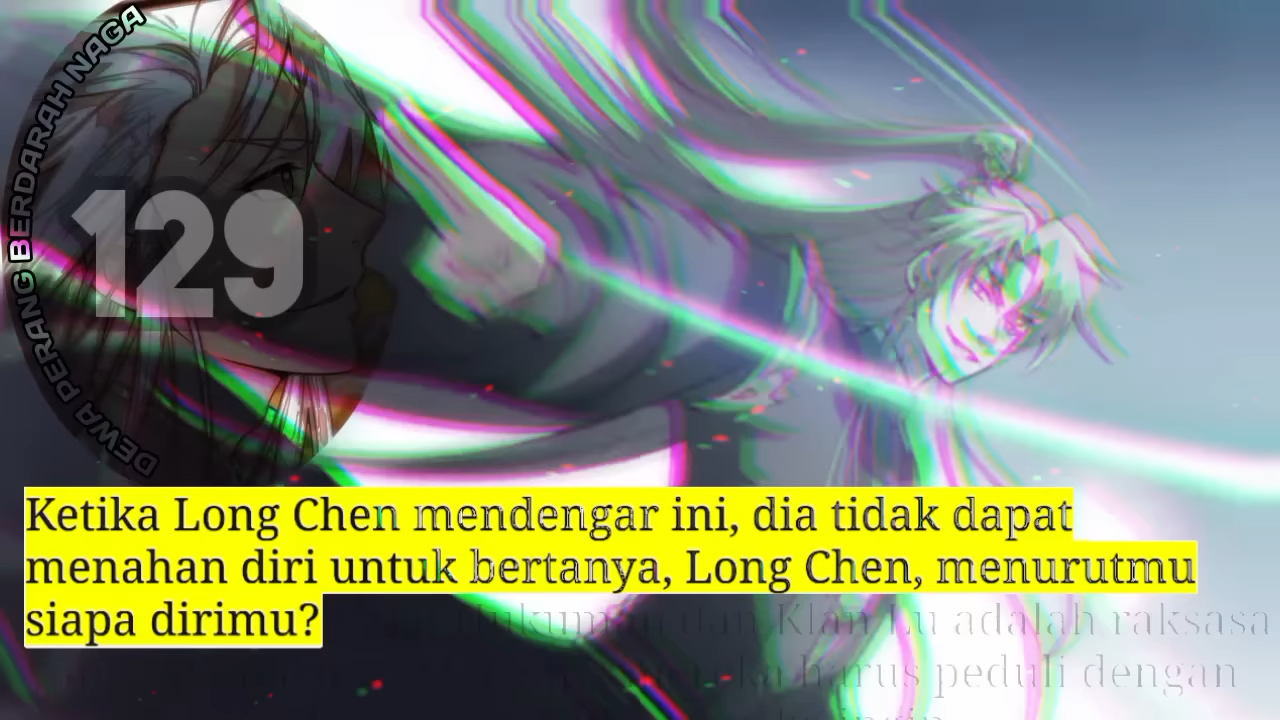 DEWA PERANG BERDARAH NAGA
129
Ketika Long Chen mendengar ini, dia tidak dapat
menahan diri untuk bertanya, Long Chen, menurutmu
siapa dirimu?
Klan Lu adalah raksasa
harus peduli dengan